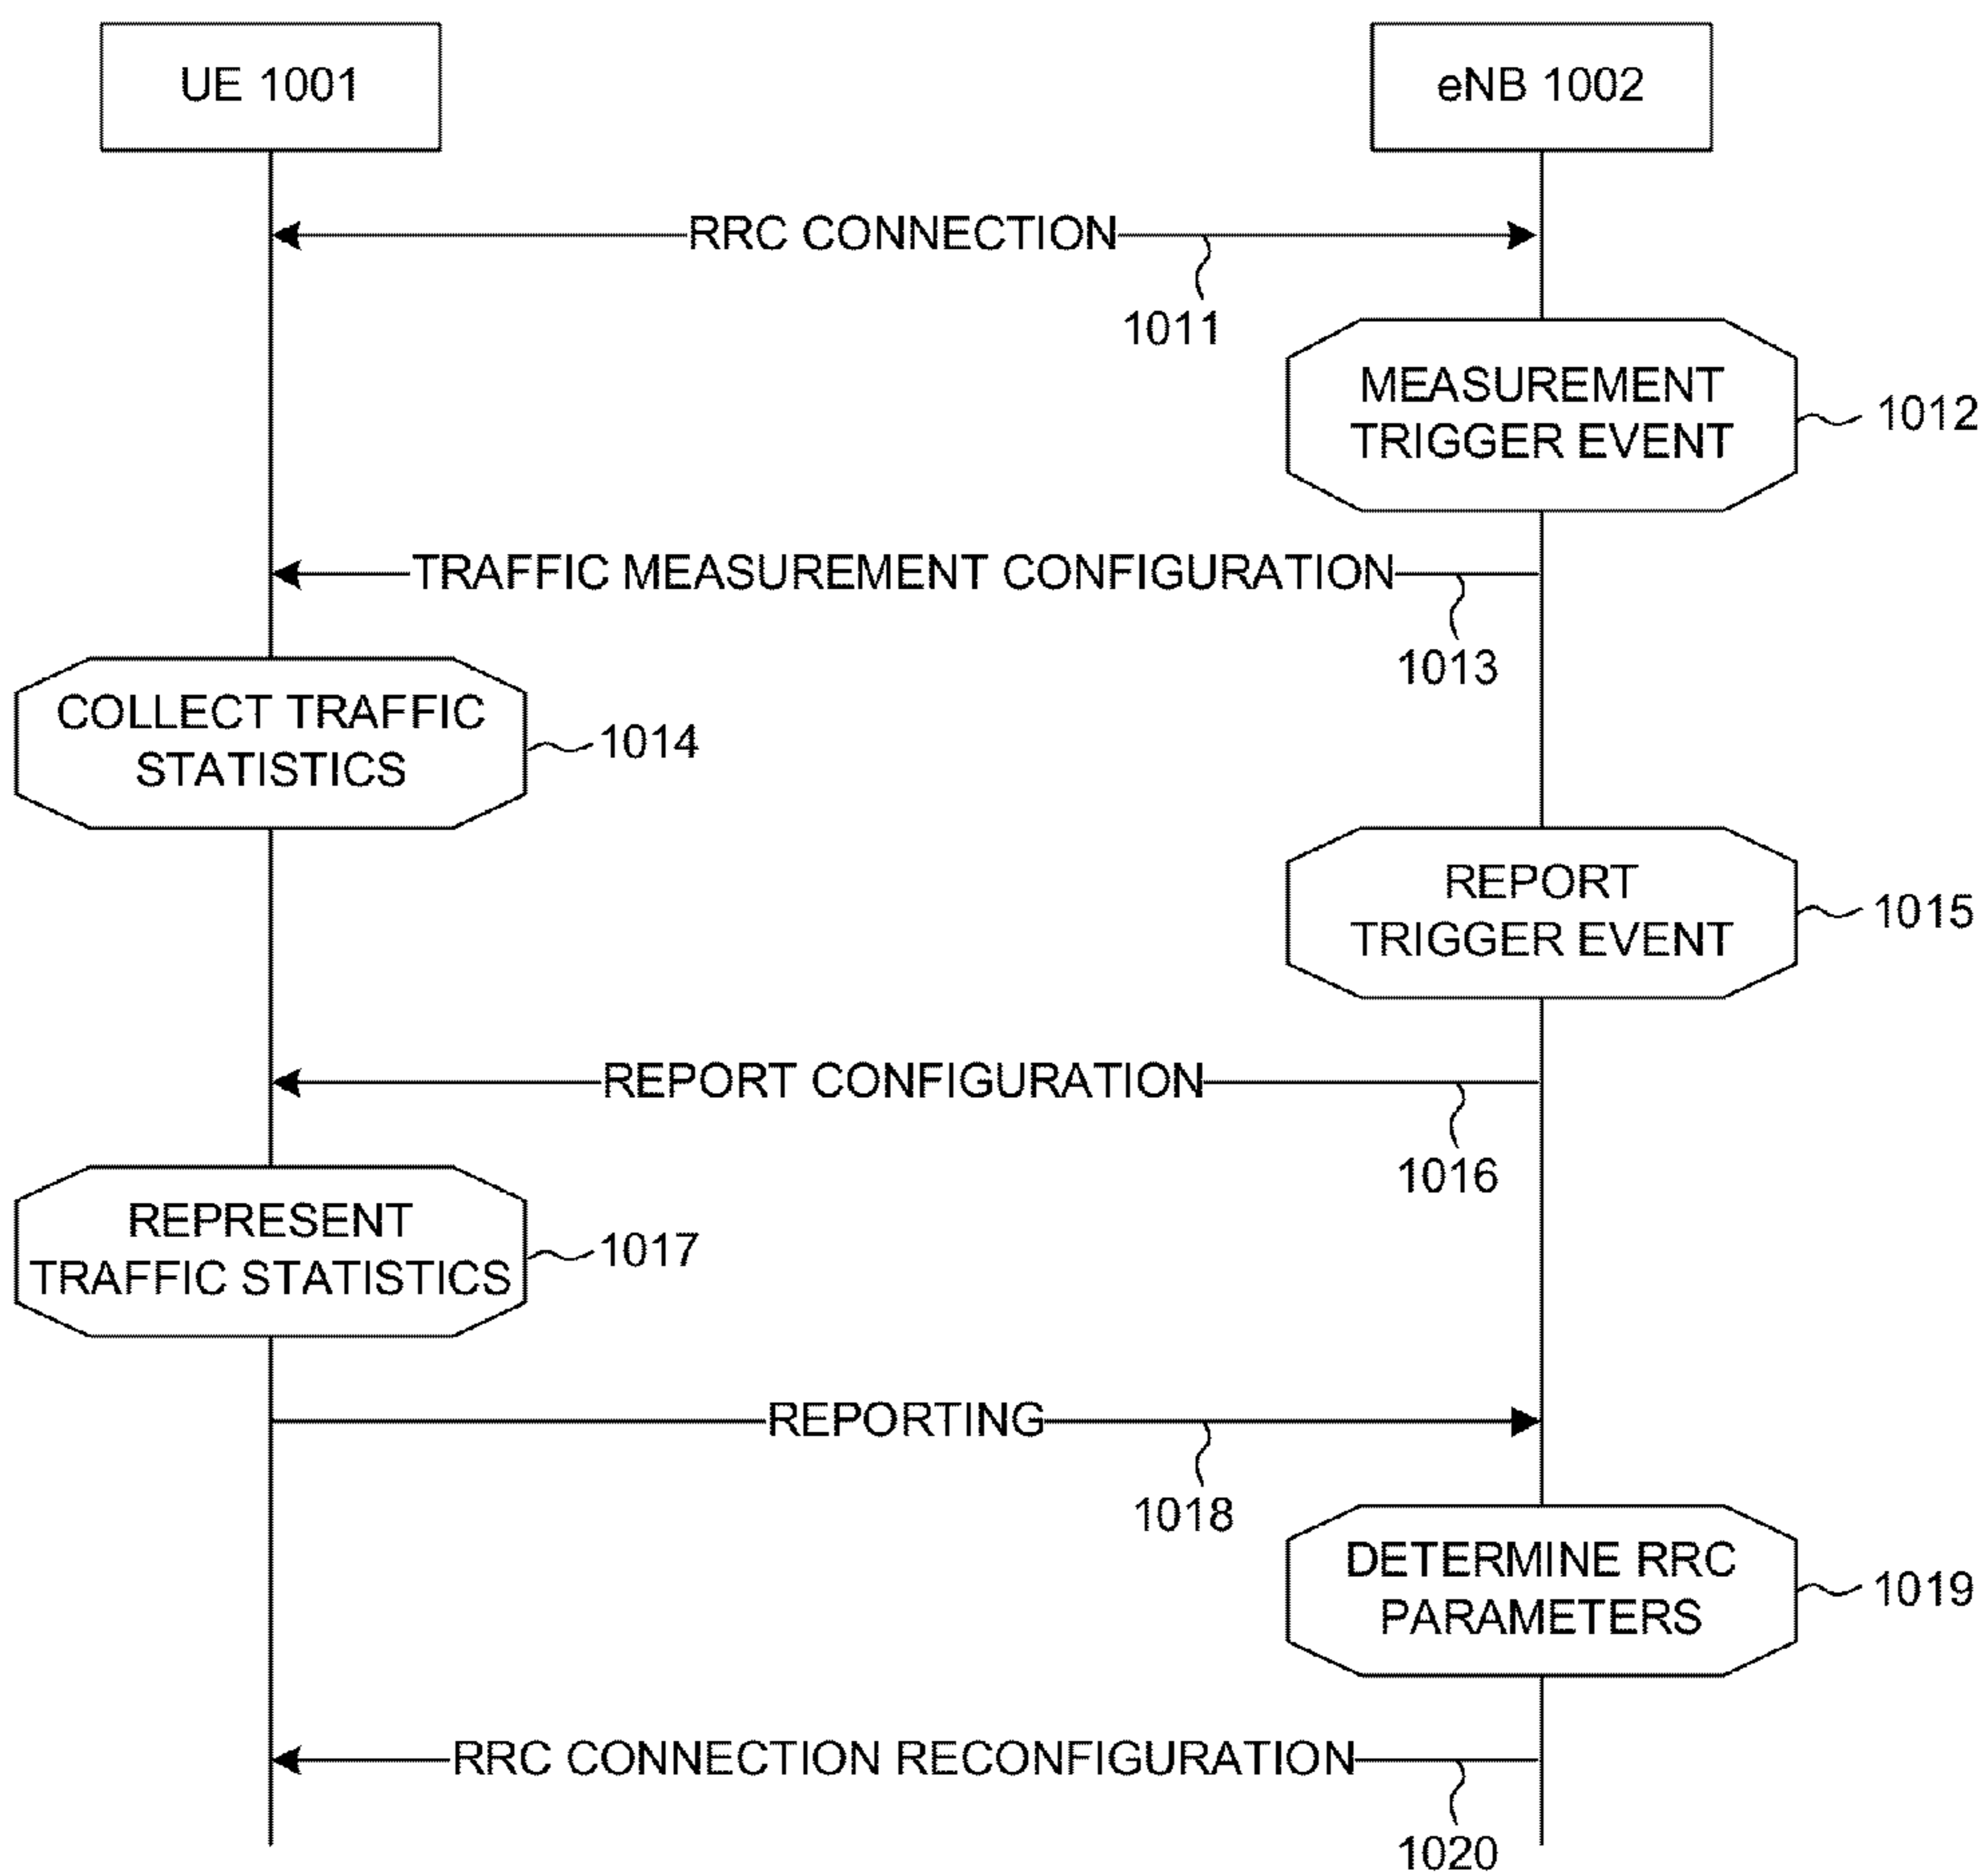 UE 1001
eNB 1002
RRC CONNECTION
1011
MEASUREMENT
TRIGGER EVENT
1012
TRAFFIC MEASUREMENT CONFIGURATION
1013
COLLECT TRAFFIC
STATISTICS
1014
REPORT
TRIGGER EVENT
1015
REPORT CONFIGURATION
1016
REPRESENT
TRAFFIC STATISTICS
1017
REPORTING
1018
DETERMINE RRC
PARAMETERS
1019
RRC CONNECTION RECONFIGURATION
1020